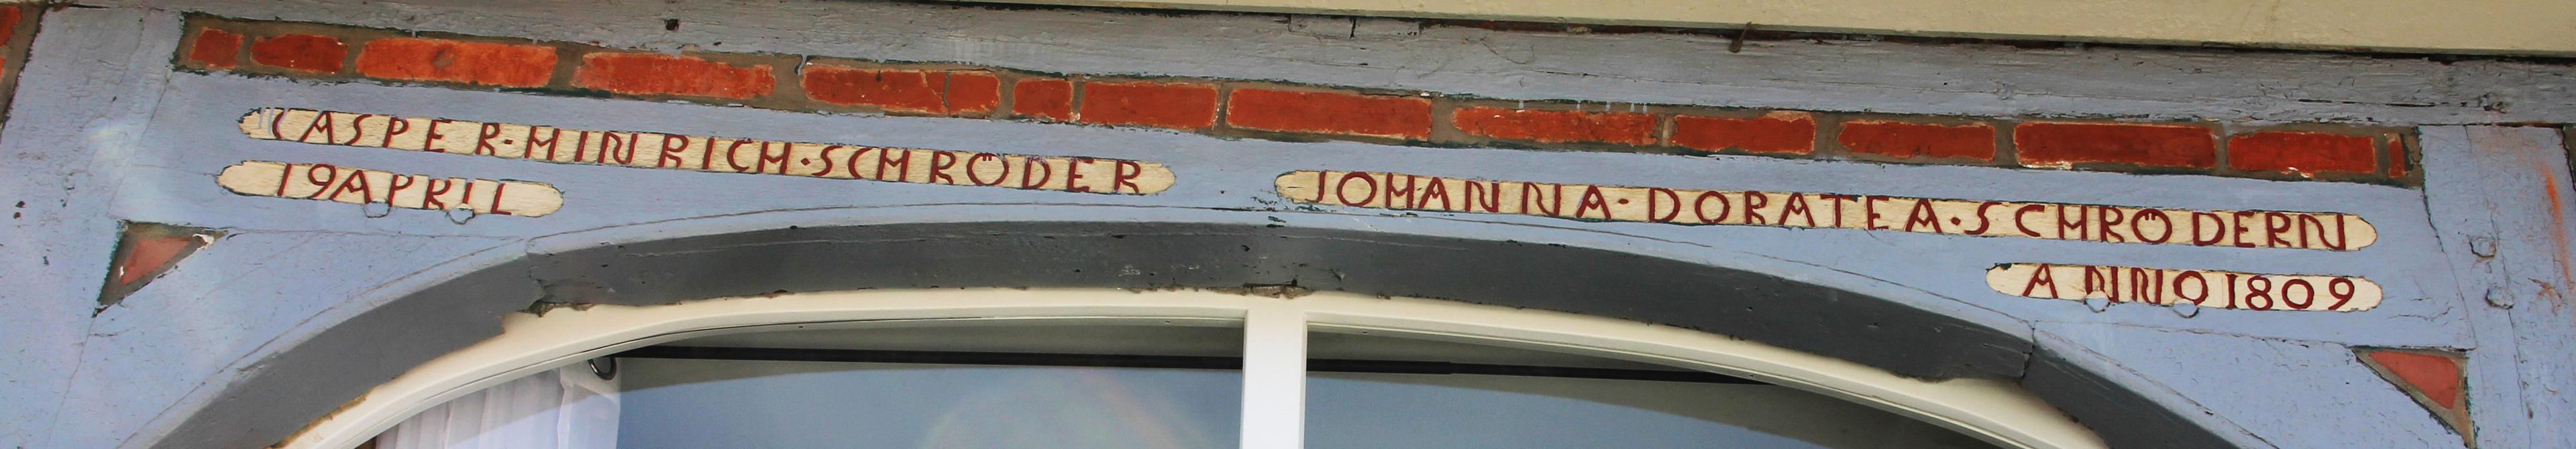 CASPER·HINRICH·SCHRÖDER
19APRIL
JOHANNA·DORATEA·SCHRÖDERN
ANNO1809